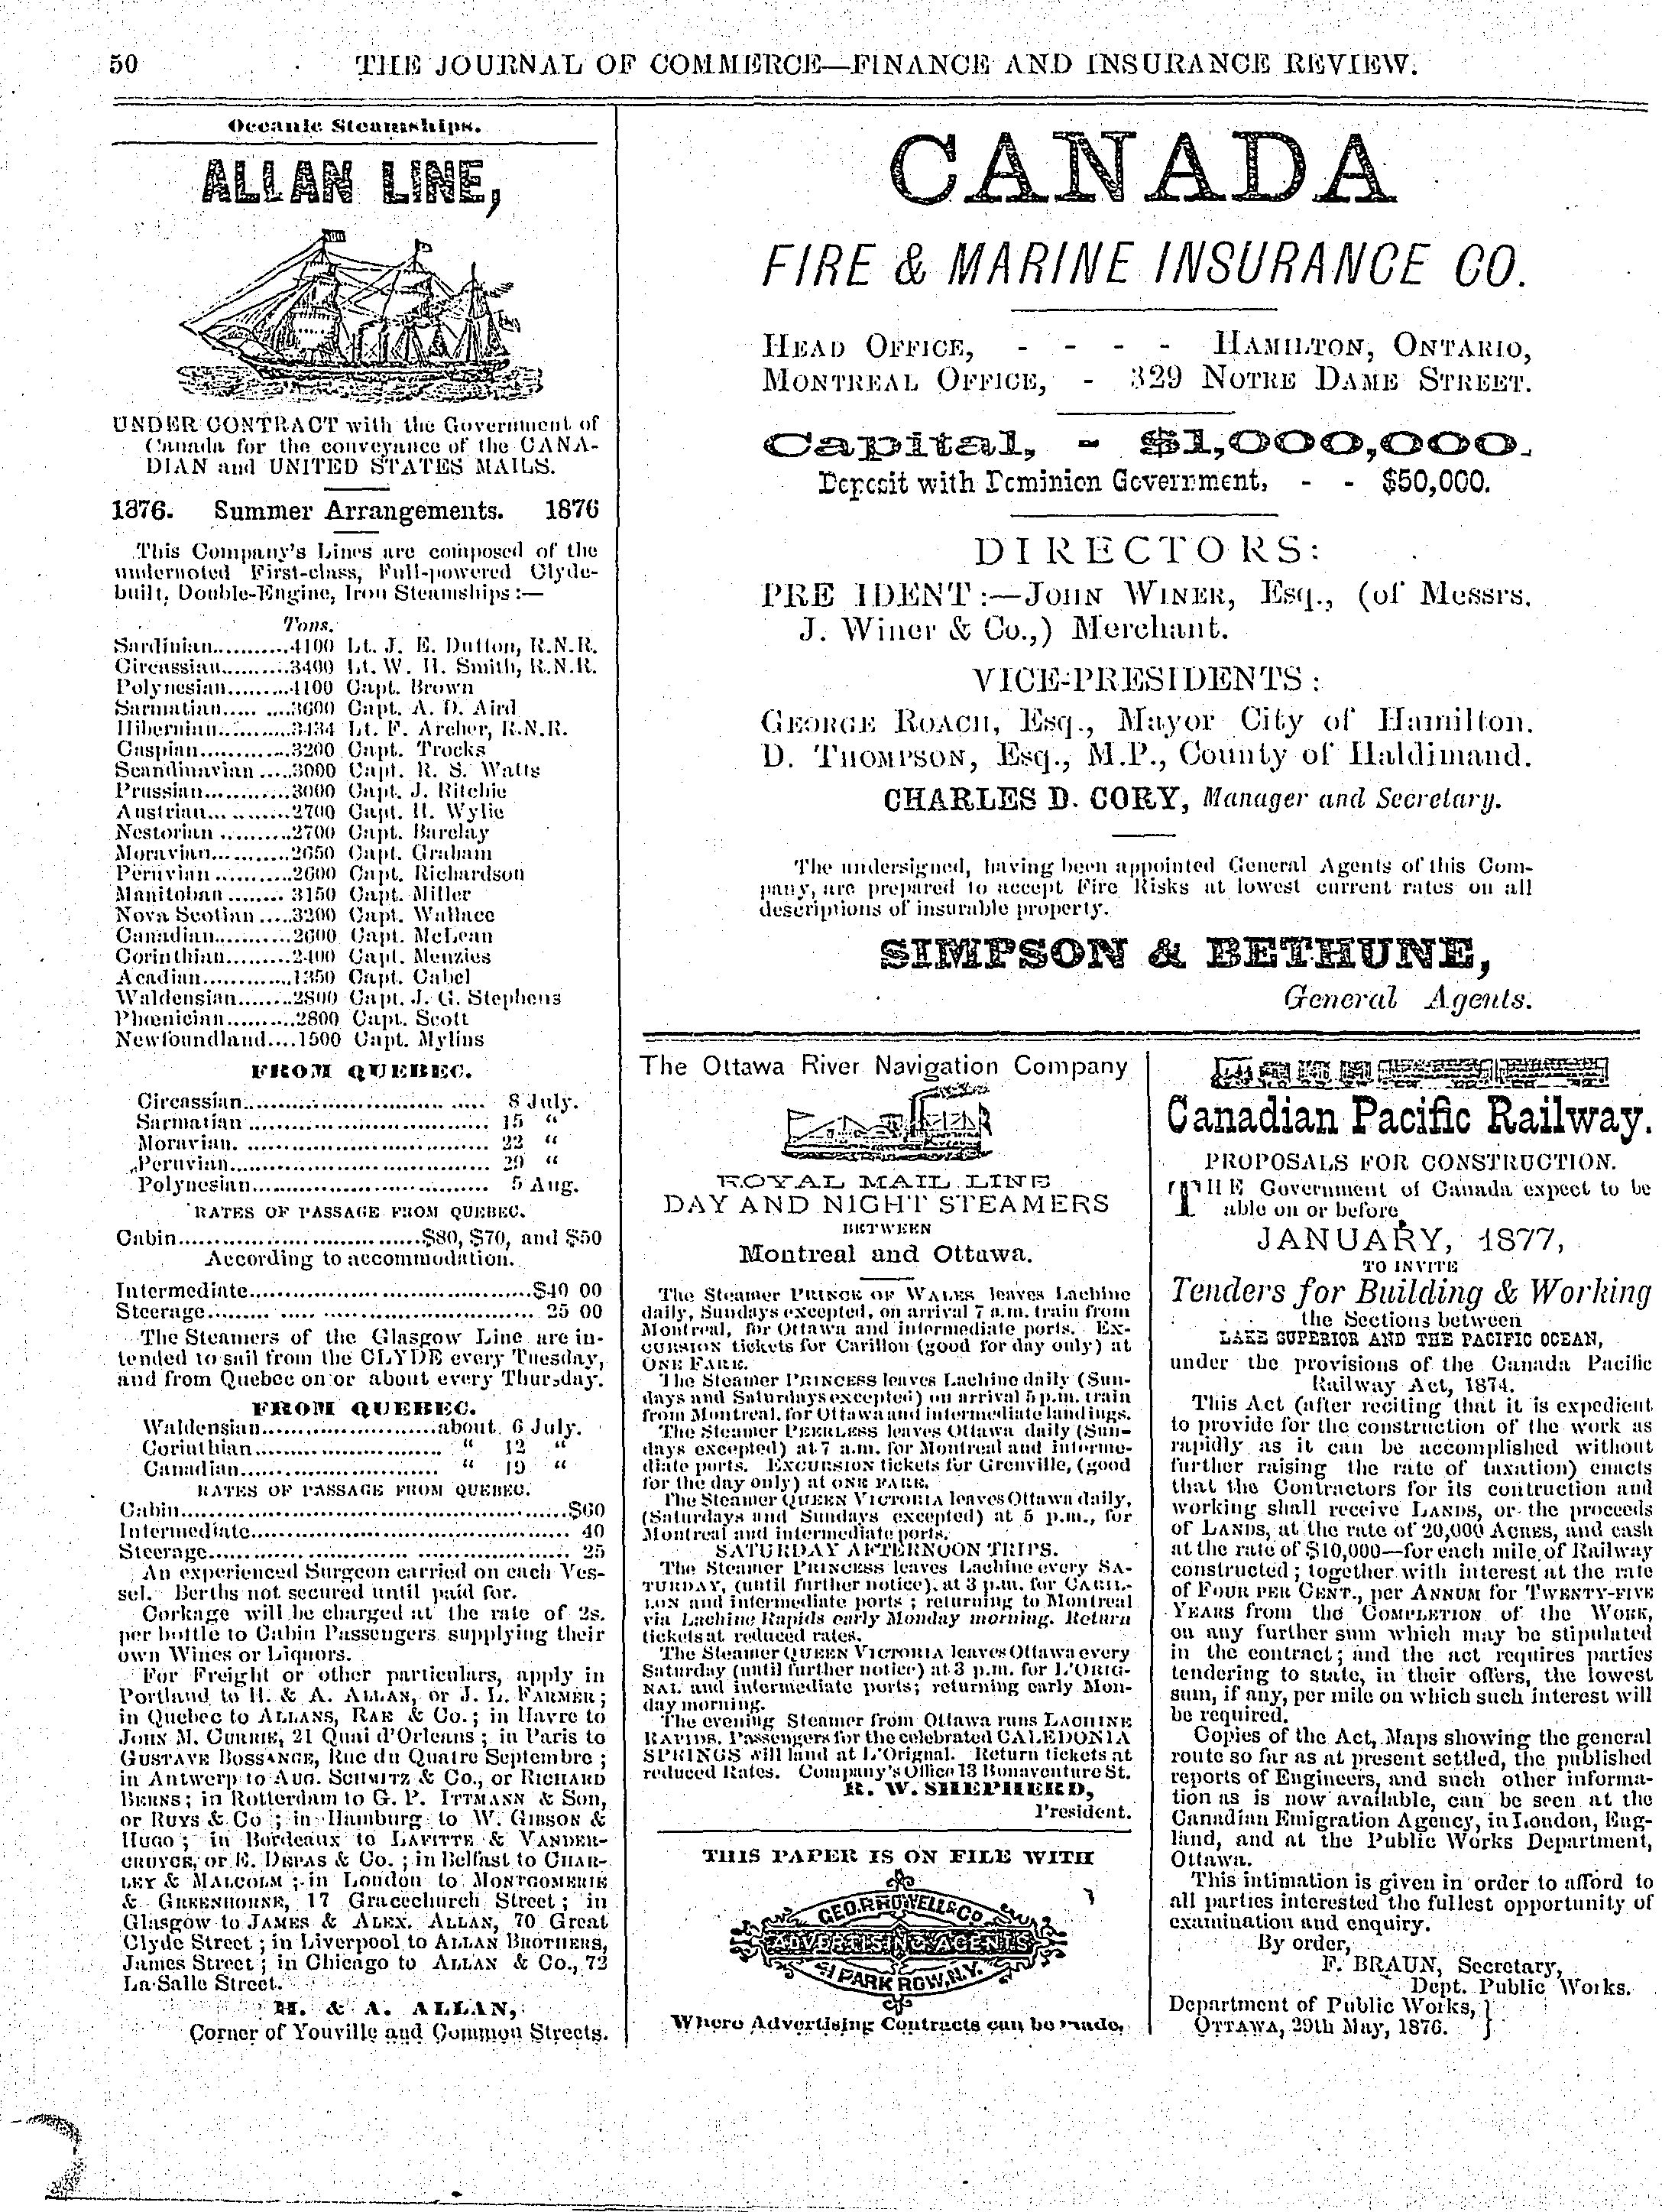 50 THE JOURNAL OF COMMERCE—FINANCE AND INSURANCE REVIEW.
Oceanic Steamships.
ALLAN LINE,
UNDER CONTRACT with the Government of
Canada for the conveyance of the CANA-
DIAN and UNITED STATES MAILS.
1876. Summer Arrangements. 1876
This Company's Lines are composed of the
undernoted First-class, Full-powered Clyde-
built, Double-Engine, Iron Steamships :—
Tons.
Sardinian...........4100 Lt. J. E. Dutton, R.N.R.
Circassian..........3400 Lt. W. H. Smith, R.N.R.
Polynesian.........4100 Capt. Brown
Sarmatian..... ....3600 Capt. A. D. Aird
Hibernian...........3434 Lt. F. Archer, R.N.R.
Caspian.............3200 Capt. Trocks
Scandinavian .....3000 Capt. R. S. Watts
Prussian............3000 Capt. J. Ritchie
Austrian... .........2700 Capt. H. Wylie
Nestorian ..........2700 Capt. Barclay
Moravian...........2650 Capt. Graham
Peruvian ...........2600 Capt. Richardson
Manitoban ........ 3150 Capt. Miller
Nova Scotian .....3200 Capt. Wallace
Canadian...........2600 Capt. McLean
Corinthian.........2400 Capt. Menzies
Acadian.............1350 Capt. Cabel
Waldensian........2800 Capt. J. G. Stephens
Phœnician..........2800 Capt. Scott
Newfoundland....1500 Capt. Mylins
FROM QUEBEC.
Circassian.................................... 8 July.
Sarmatian .................................... 15 “
Moravian. .................................... 22 “
Peruvian....................................... 29 “
Polynesian.................................... 5 Aug.
RATES OF PASSAGE FROM QUEBEC.
Cabin....................................$80, $70, and $50
According to accommodation.
Intermediate..........................................$40 00
Steerage....... ..... ................................ 25 00
The Steamers of the Glasgow Line are in-
tended to sail from the CLYDE every Tuesday,
and from Quebec on or about every Thursday.
FROM QUEBEC.
Waldensian......................about 6 July.
Corinthian........................... “ 12 “
Canadian............................. “ 19 “
RATES OF PASSAGE FROM QUEBEC.
Cabin.......................................................$60
Intermediate............................................. 40
Steerage................................................... 25
An experienced Surgeon carried on each Ves-
sel. Berths not secured until paid for.
Corkage will be charged at the rate of 2s.
per bottle to Cabin Passengers supplying their
own Wines or Liquors.
For Freight or other particulars, apply in
Portland to H. & A. ALLAN, or J. L. FARMER;
in Quebec to ALLANS, RAE & Co.; in Havre to
JOHN M. CURRIE, 21 Quai d'Orleans; in Paris to
GUSTAVE BOSSANGE, Rue du Quatre Septembre;
in Antwerp to AUG. SCHMITZ & Co., or RICHARD
BERNS; in Rotterdam to G. P. ITTMANN & SON,
or RUYS & Co ; in Hamburg to W. GIBSON &
HUGO; in Bordeaux to LAFITTE & VANDER-
CRUYCE, or E. DEPAS & Co. ; in Belfast to CHAR-
LEY & MALCOLM ; in London to MONTGOMERIE
& GREENHORNE, 17 Gracechurch Street; in
Glasgow to JAMES & ALEX. ALLAN, 70 Great
Clyde Street ; in Liverpool to ALLAN BROTHERS,
James Street; in Chicago to ALLAN & Co., 72
La Salle Street.
H. & A. ALLAN,
Corner of Youville and Common Streets.
CANADA
FIRE & MARINE INSURANCE CO.
HEAD OFFICE, - - - - HAMILTON, ONTARIO,
MONTREAL OFFICE, - 329 NOTRE DAME STREET.
Capital, - $1,000,000.
Deposit with Dominion Government, - - $50,000.
DIRECTORS:
PRE IDENT:—JOHN WINER, Esq., (of Messrs.
J. Winer & Co.,) Merchant.
VICE-PRESIDENTS:
GEORGE ROACH, Esq., Mayor City of Hamilton.
D. THOMPSON, Esq., M.P., County of Haldimand.
CHARLES D. CORY, Manager and Secretary.
The undersigned, having been appointed General Agents of this Com-
pany, are prepared to accept Fire Risks at lowest current rates on all
descriptions of insurable property.
SIMPSON & BETHUNE,
General Agents.
The Ottawa River Navigation Company
ROYAL MAIL LINE
DAY AND NIGHT STEAMERS
BETWEEN
Montreal and Ottawa.
The Steamer PRINCE OF WALES leaves Lachine
daily, Sundays excepted, on arrival 7 a.m. train from
Montreal, for Ottawa and intermediate ports. Ex-
CURSION tickets for Carillon (good for day only) at
ONE FARE.
The Steamer PRINCESS leaves Lachine daily (Sun-
days and Saturdays excepted) on arrival 5 p.m. train
from Montreal, for Ottawa and intermediate landings.
The Steamer PEERLESS leaves Ottawa daily (Sun-
days excepted) at 7 a.m. for Montreal and interme-
diate ports. EXCURSION tickets for Grenville, (good
for the day only) at ONE FARE.
The Steamer QUEEN VICTORIA leaves Ottawa daily,
(Saturdays and Sundays excepted) at 5 p.m., for
Montreal and intermediate ports.
SATURDAY AFTERNOON TRIPS.
The Steamer PRINCESS leaves Lachine every SA-
TURDAY, (until further notice), at 3 p.m. for CARIL-
LON and intermediate ports ; returning to Montreal
via Lachine Rapids early Monday morning. Return
tickets at reduced rates.
The Steamer QUEEN VICTORIA leaves Ottawa every
Saturday (until further notice) at 3 p.m. for L'ORIG-
NAL and intermediate ports; returning early Mon-
day morning.
The evening Steamer from Ottawa runs LACHINE
RAPIDS. Passengers for the celebrated CALEDONIA
SPRINGS will land at L'Orignal. Return tickets at
reduced Rates. Company's Office 13 Bonaventure St.
R. W. SHEPHERD,
President.
THIS PAPER IS ON FILE WITH
GEO. P. ROWELL & CO.
ADVERTISING AGENTS
41 PARK ROW, N.Y.
Where Advertising Contracts can be made.
Canadian Pacific Railway.
PROPOSALS FOR CONSTRUCTION.
THE Government of Canada expect to be
able on or before
JANUARY, 1877,
TO INVITE
Tenders for Building & Working
the Sections between
LAKE SUPERIOR AND THE PACIFIC OCEAN,
under the provisions of the Canada Pacific
Railway Act, 1874.
This Act (after reciting that it is expedient
to provide for the construction of the work as
rapidly as it can be accomplished without
further raising the rate of taxation) enacts
that the Contractors for its contruction and
working shall receive LANDS, or the proceeds
of LANDS, at the rate of 20,000 ACRES, and cash
at the rate of $10,000—for each mile of Railway
constructed ; together with interest at the rate
of FOUR PER CENT., per ANNUM for TWENTY-FIVE
YEARS from the COMPLETION of the WORK,
on any further sum which may be stipulated
in the contract; and the act requires parties
tendering to state, in their offers, the lowest
sum, if any, per mile on which such interest will
be required.
Copies of the Act, Maps showing the general
route so far as at present settled, the published
reports of Engineers, and such other informa-
tion as is now available, can be seen at the
Canadian Emigration Agency, in London, Eng-
land, and at the Public Works Department,
Ottawa.
This intimation is given in order to afford to
all parties interested the fullest opportunity of
examination and enquiry.
By order,
F. BRAUN, Secretary,
Dept. Public Works.
Department of Public Works, }
OTTAWA, 29th May, 1876. }